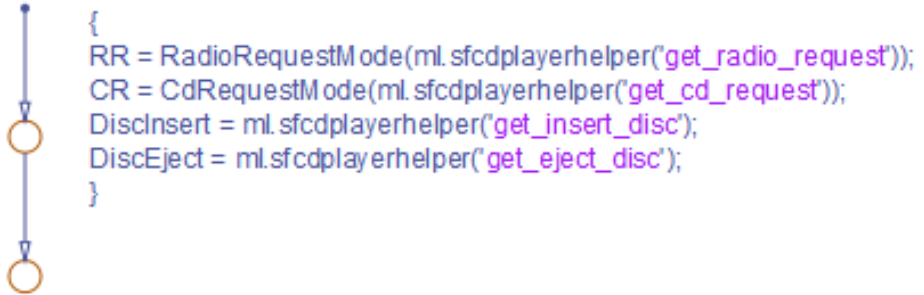 {
RR = RadioRequestMode(ml.sfcdplayerhelper('get_radio_request'));
CR = CdRequestMode(ml.sfcdplayerhelper('get_cd_request'));
DiscInsert = ml.sfcdplayerhelper('get_insert_disc');
DiscEject = ml.sfcdplayerhelper('get_eject_disc');
}